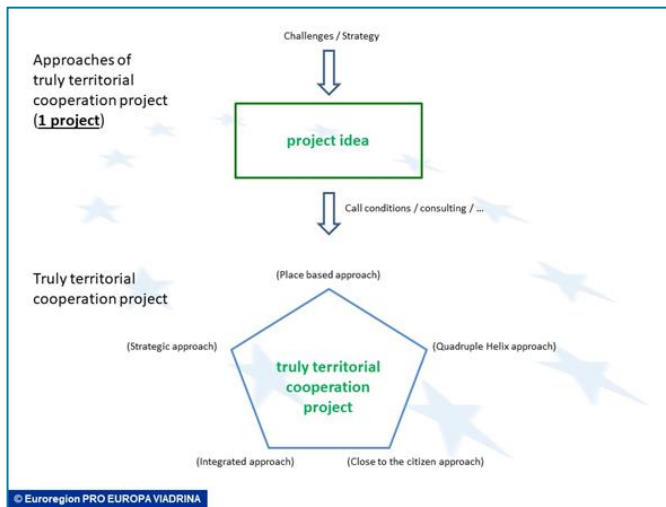 Challenges / Strategy
Approaches of
truly territorial
cooperation project
(1 project)
project idea
Call conditions / consulting / ...
Truly territorial
cooperation project
(Place based approach)
(Strategic approach)
(Quadruple Helix approach)
truly territorial
cooperation
project
(Integrated approach)
(Close to the citizen approach)
© Euroregion PRO EUROPA VIADRINA